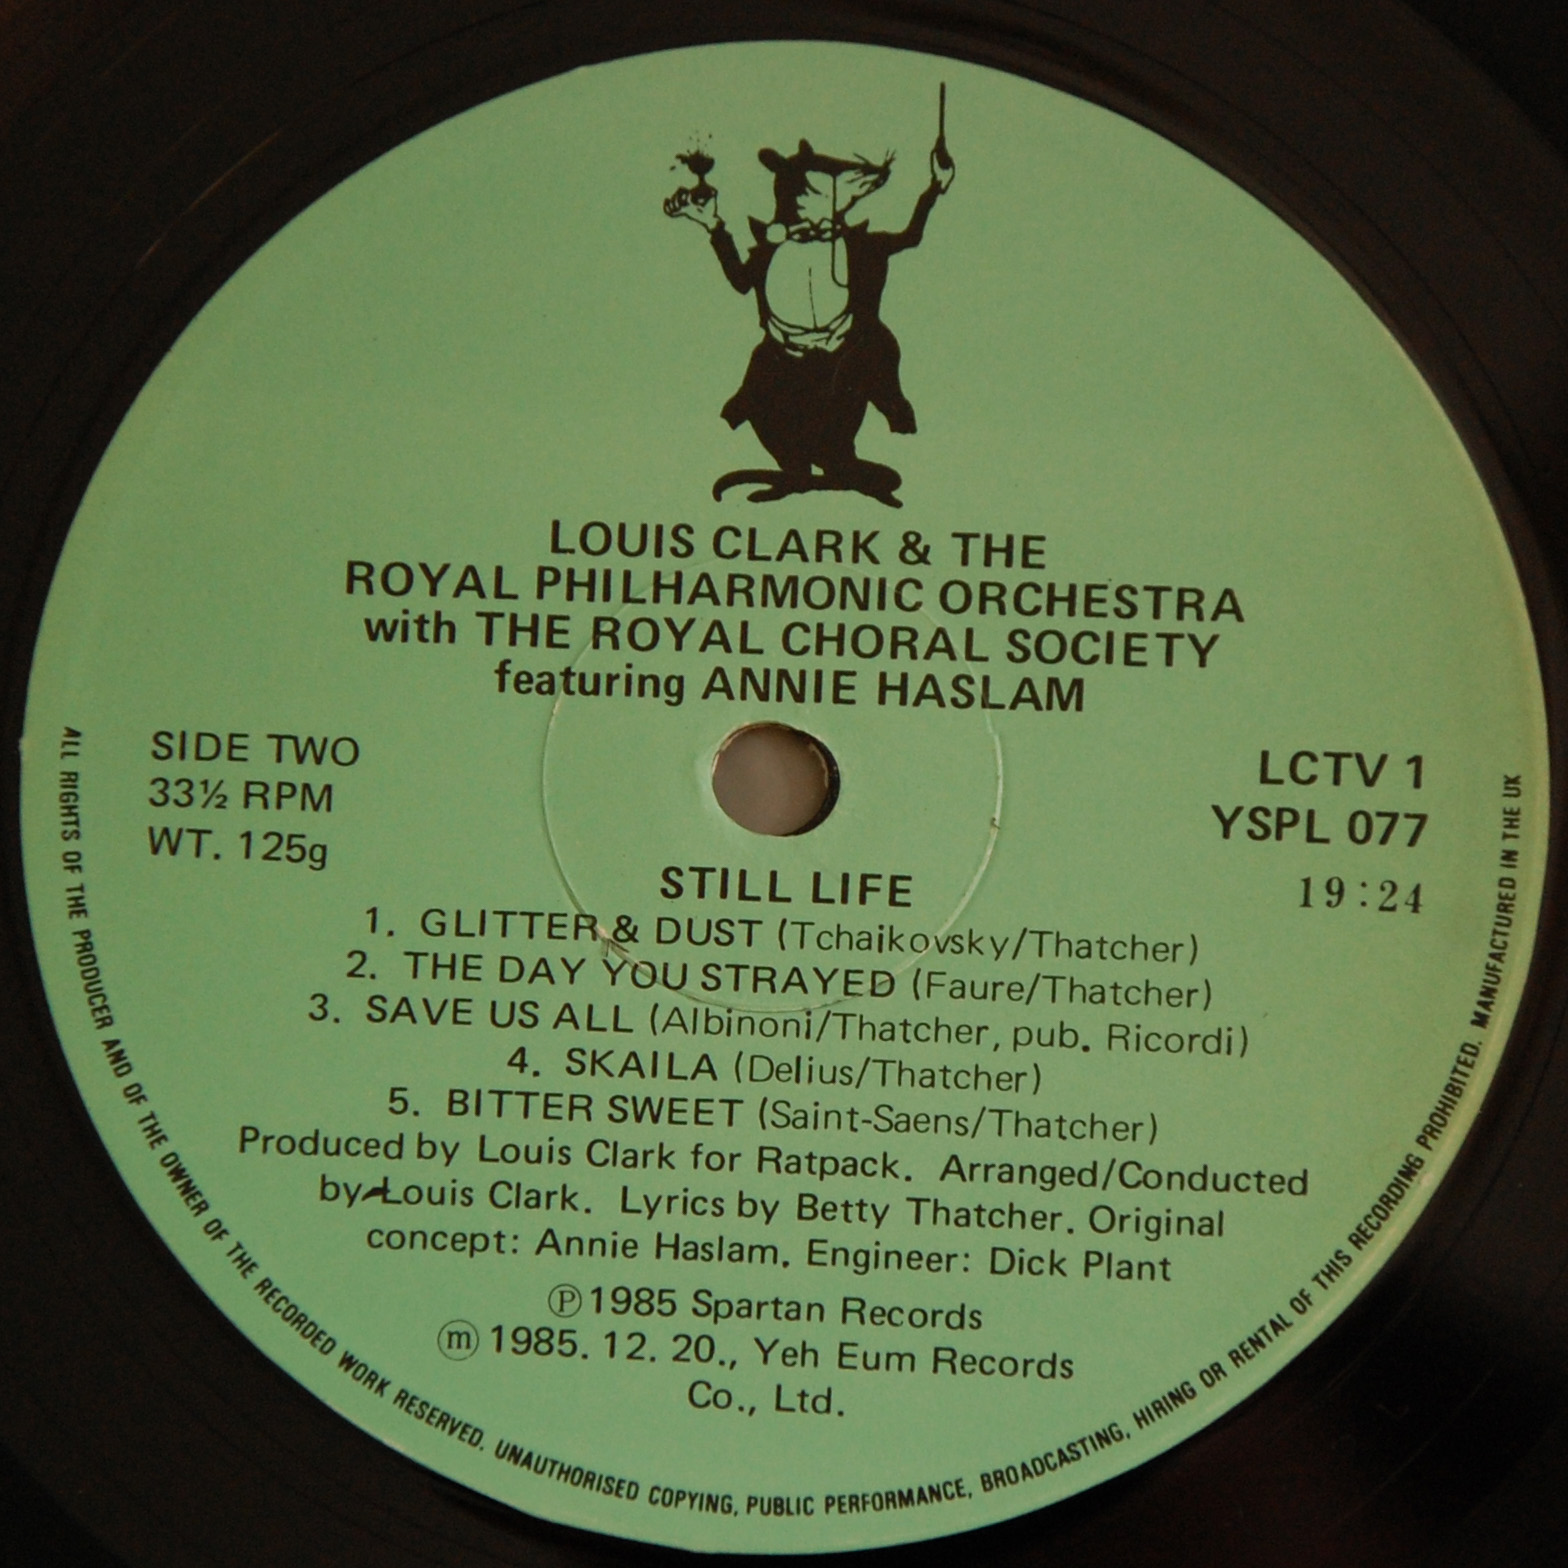 LOUIS CLARK & THE
ROYAL PHILHARMONIC ORCHESTRA
with THE ROYAL CHORAL SOCIETY
featuring ANNIE HASLAM
SIDE TWO
33⅓ RPM
WT. 125g
LCTV 1
YSPL 077
19:24
STILL LIFE
1. GLITTER & DUST (Tchaikovsky/Thatcher)
2. THE DAY YOU STRAYED (Faure/Thatcher)
3. SAVE US ALL (Albinoni/Thatcher, pub. Ricordi)
4. SKAILA (Delius/Thatcher)
5. BITTER SWEET (Saint-Saens/Thatcher)
Produced by Louis Clark for Ratpack. Arranged/Conducted
by Louis Clark. Lyrics by Betty Thatcher. Original
concept: Annie Haslam. Engineer: Dick Plant
Ⓟ 1985 Spartan Records
ⓜ 1985. 12. 20., Yeh Eum Records
Co., Ltd.
ALL RIGHTS OF THE PRODUCER AND OF THE OWNER OF THE RECORDED WORK RESERVED. UNAUTHORISED COPYING, PUBLIC PERFORMANCE, BROADCASTING, HIRING OR RENTAL OF THIS RECORDING PROHIBITED. MANUFACTURED IN THE UK